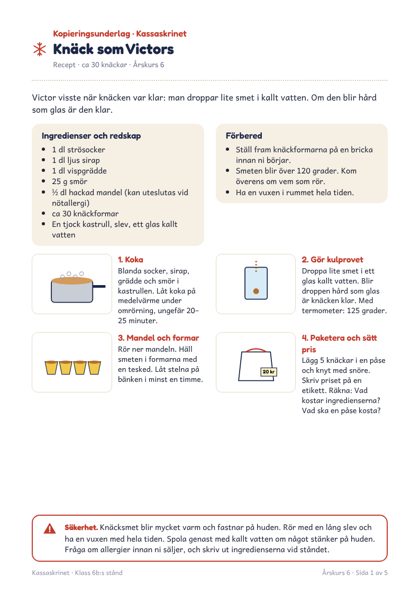 Kopieringsunderlag · Kassaskrinet
Knäck som Victors
Recept · ca 30 knäckar · Årskurs 6
Victor visste när knäcken var klar: man droppar lite smet i kallt vatten. Om den blir hård
som glas är den klar.
Ingredienser och redskap
• 1 dl strösocker
• 1 dl ljus sirap
• 1 dl vispgrädde
• 25 g smör
• ½ dl hackad mandel (kan uteslutas vid
nötallergi)
• ca 30 knäckformar
• En tjock kastrull, slev, ett glas kallt
vatten
Förbered
• Ställ fram knäckformarna på en bricka
innan ni börjar.
• Smeten blir över 120 grader. Kom
överens om vem som rör.
• Ha en vuxen i rummet hela tiden.
1. Koka
Blanda socker, sirap,
grädde och smör i
kastrullen. Låt koka på
medelvärme under
omrörning, ungefär 20–
25 minuter.
2. Gör kulprovet
Droppa lite smet i ett
glas kallt vatten. Blir
droppen hård som glas
är knäcken klar. Med
termometer: 125 grader.
3. Mandel och formar
Rör ner mandeln. Häll
smeten i formarna med
en tesked. Låt stelna på
bänken i minst en timme.
20 kr
4. Paketera och sätt
pris
Lägg 5 knäckar i en påse
och knyt med snöre.
Skriv priset på en
etikett. Räkna: Vad
kostar ingredienserna?
Vad ska en påse kosta?
Säkerhet. Knäcksmet blir mycket varm och fastnar på huden. Rör med en lång slev och
ha en vuxen med hela tiden. Spola genast med kallt vatten om något stänker på huden.
Fråga om allergier innan ni säljer, och skriv ut ingredienserna vid ståndet.
Kassaskrinet · Klass 6b:s stånd
Årskurs 6 · Sida 1 av 5